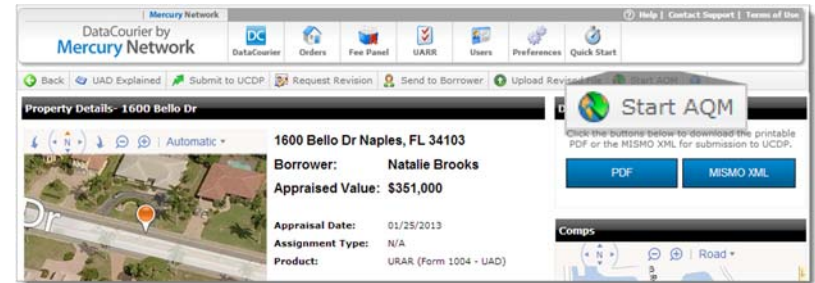 Mercury Network
Help | Contact Support | Terms of Use
DataCourier by
Mercury Network
DC
DataCourier
Orders
Fee Panel
UARR
Users
Preferences
Quick Start
Back
UAD Explained
Submit to UCDP
Request Revision
Send to Borrower
Upload Revised File
Start AQM
Start AQM
Property Details- 1600 Bello Dr
D
N
Automatic
Dr
1600 Bello Dr Naples, FL 34103
Borrower: Natalie Brooks
Appraised Value: $351,000
Appraisal Date: 01/25/2013
Assignment Type: N/A
Product: URAR (Form 1004 - UAD)
Click the buttons below to download the printable
PDF or the MISMO XML for submission to UCDP.
PDF
MISMO XML
Comps
N
Road